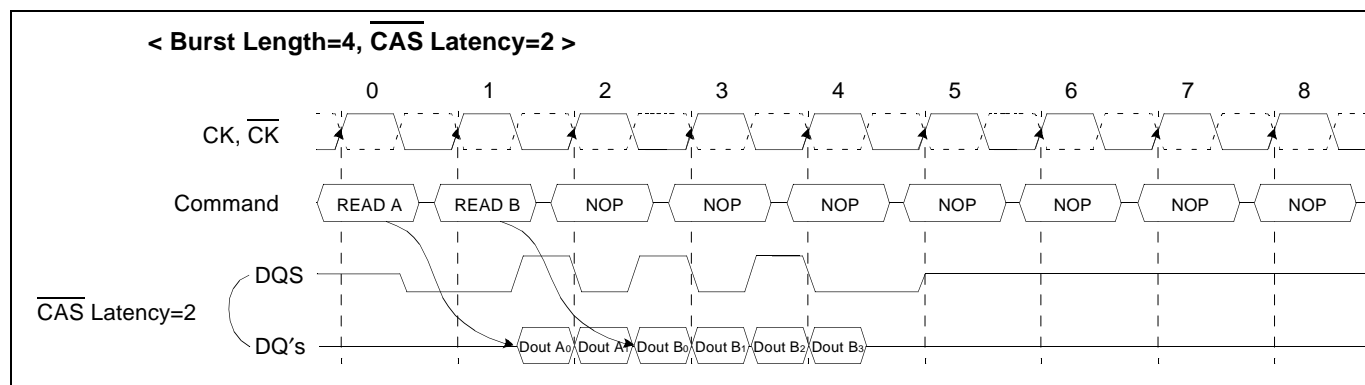 < Burst Length=4, CAS Latency=2 >
0 1 2 3 4 5 6 7 8
CK, CK
Command READ A READ B NOP NOP NOP NOP NOP NOP NOP
DQS
CAS Latency=2
DQ's Dout A0 Dout A1 Dout B0 Dout B1 Dout B2 Dout B3